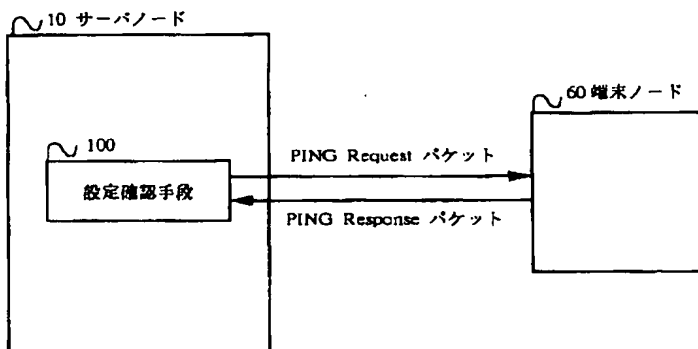 10 サーバノード
60 端末ノード
100
設定確認手段
PING Request パケット
PING Response パケット